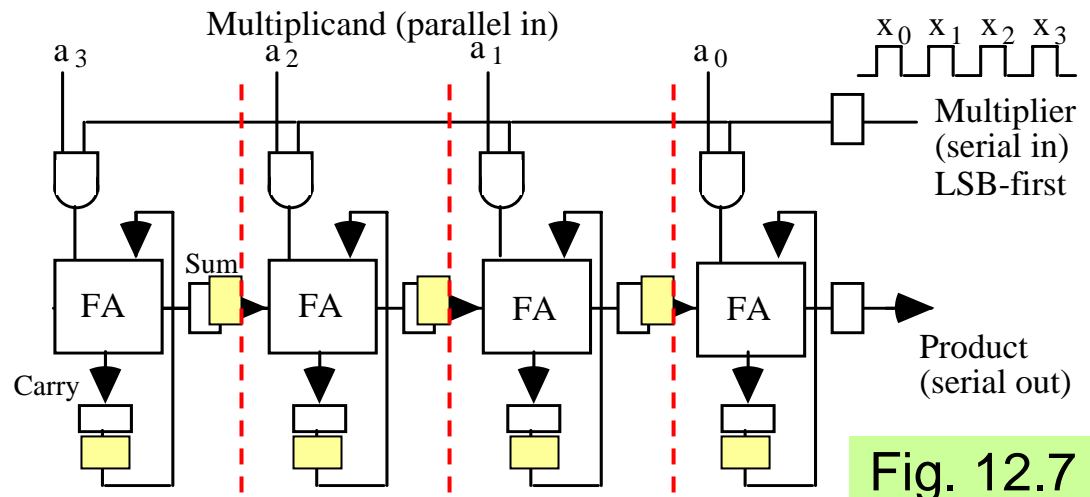 Multiplicand (parallel in)
a3 a2 a1 a0
x0 x1 x2 x3
Multiplier
(serial in)
LSB-first
Sum
FA FA FA FA
Carry
Product
(serial out)
Fig. 12.7